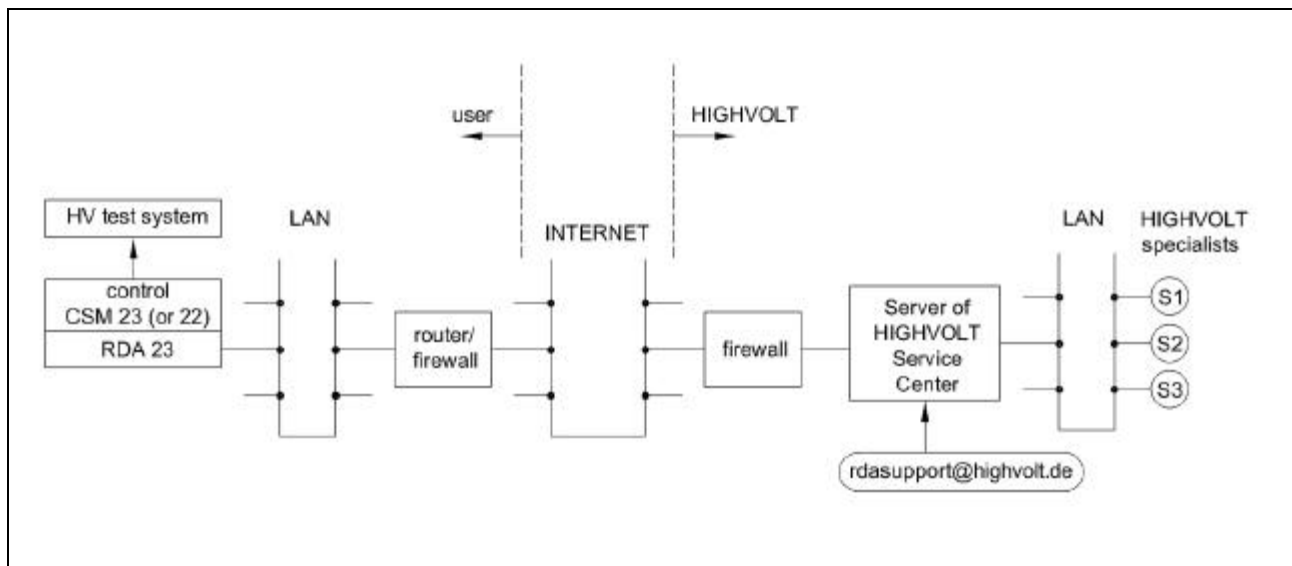 user
HIGHVOLT
HV test system
LAN
INTERNET
LAN
HIGHVOLT
specialists
control
CSM 23 (or 22)
RDA 23
router/
firewall
firewall
Server of
HIGHVOLT
Service
Center
S1
S2
S3
rdasupport@highvolt.de